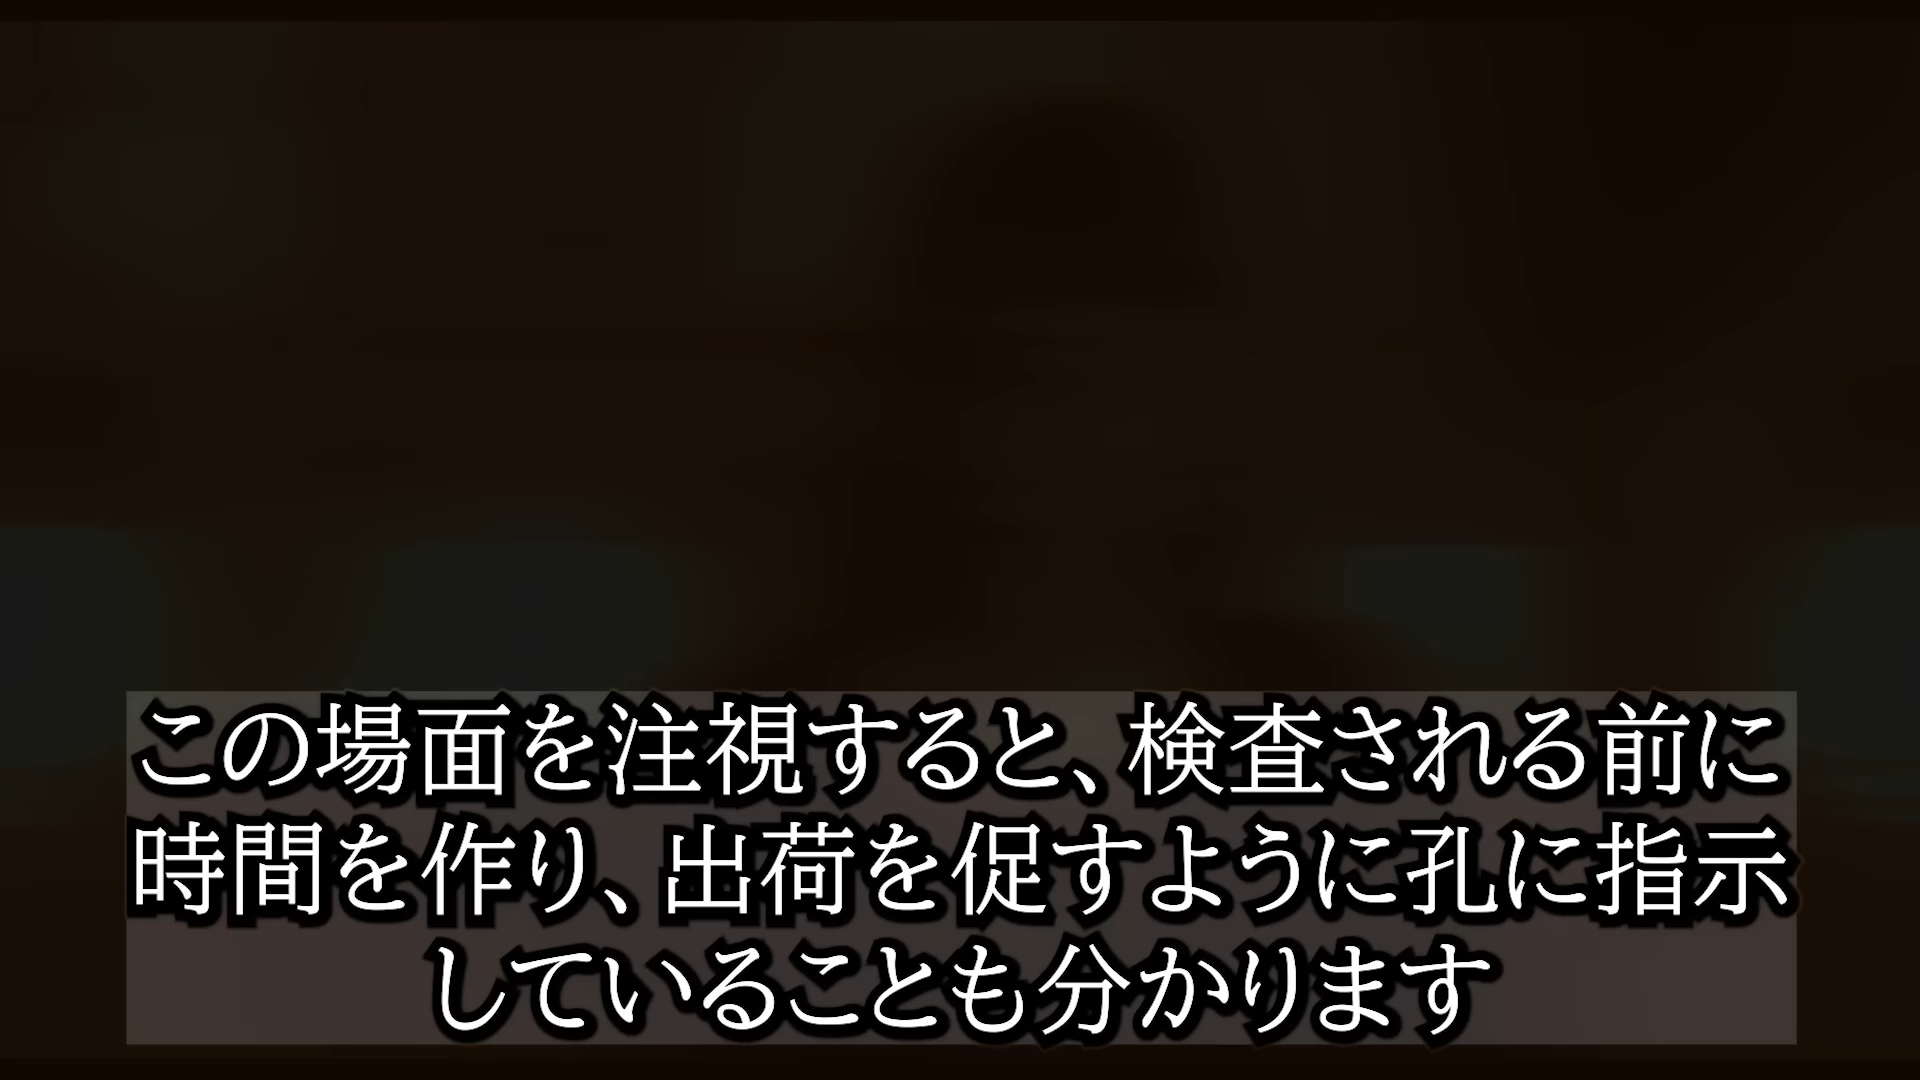 この場面を注視すると、検査される前に
時間を作り、出荷を促すように孔に指示
していることも分かります